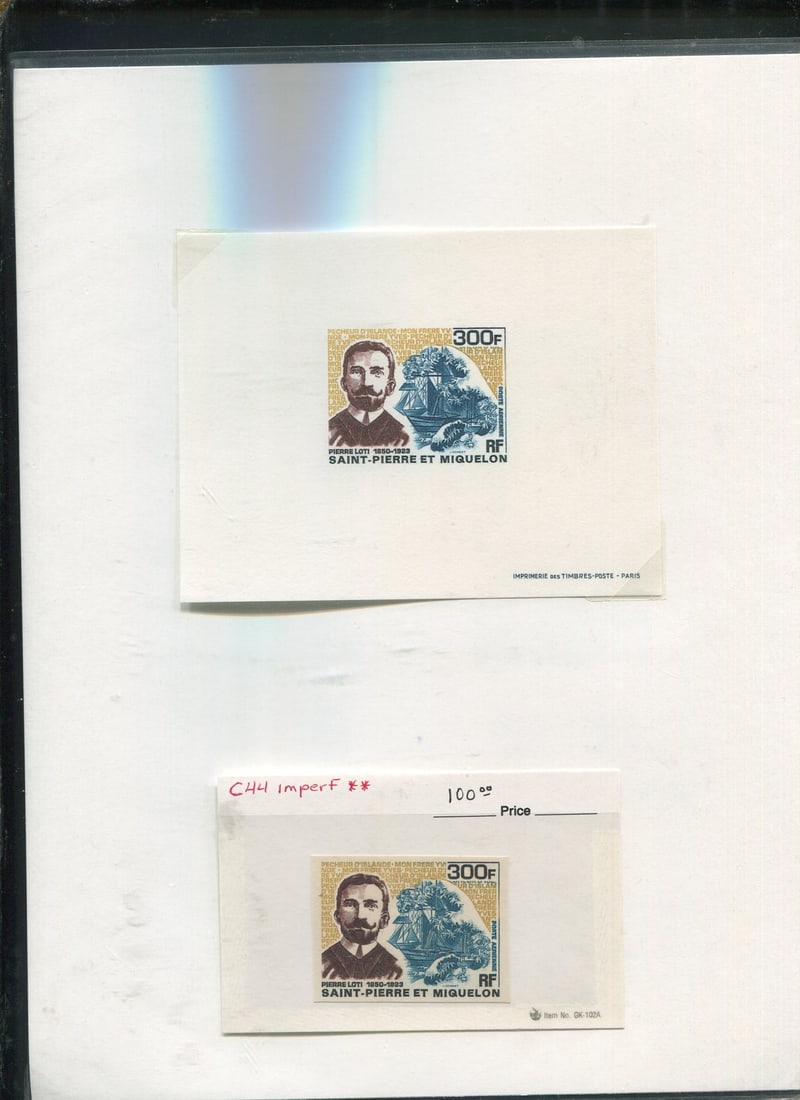 PECHEUR D'ISLANDE · MON FRERE YV
300F
POSTE AERIENNE
RF
PIERRE LOTI 1850-1923
SAINT-PIERRE ET MIQUELON
IMPRIMERIE DES TIMBRES-POSTE - PARIS
C44 imperf **
100.00
Price
PECHEUR D'ISLANDE · MON FRERE YV
300F
POSTE AERIENNE
RF
PIERRE LOTI 1850-1923
SAINT-PIERRE ET MIQUELON
Item No. GK-102A